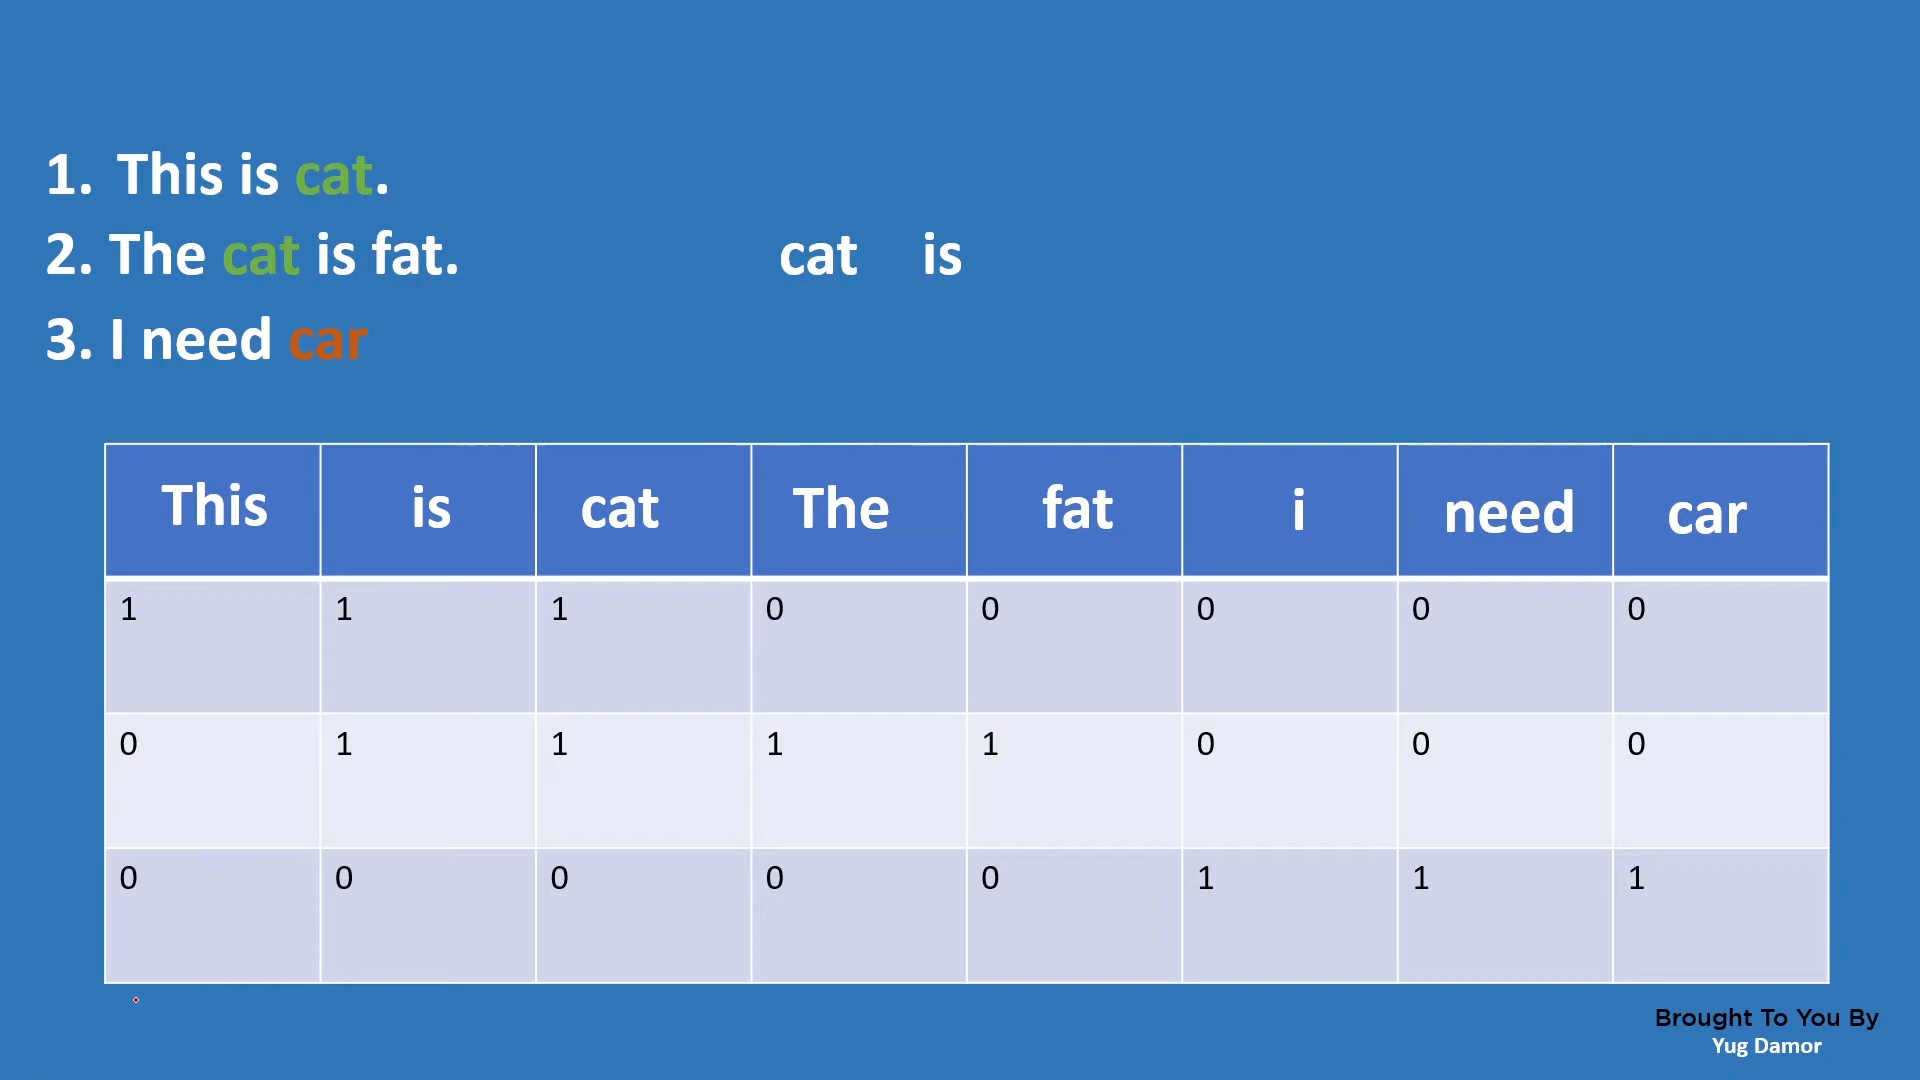 1. This is cat.
2. The cat is fat.
cat is
3. I need car
This is cat The fat i need car
1 1 1 0 0 0 0 0
0 1 1 1 1 0 0 0
0 0 0 0 0 1 1 1
Brought To You By
Yug Damor